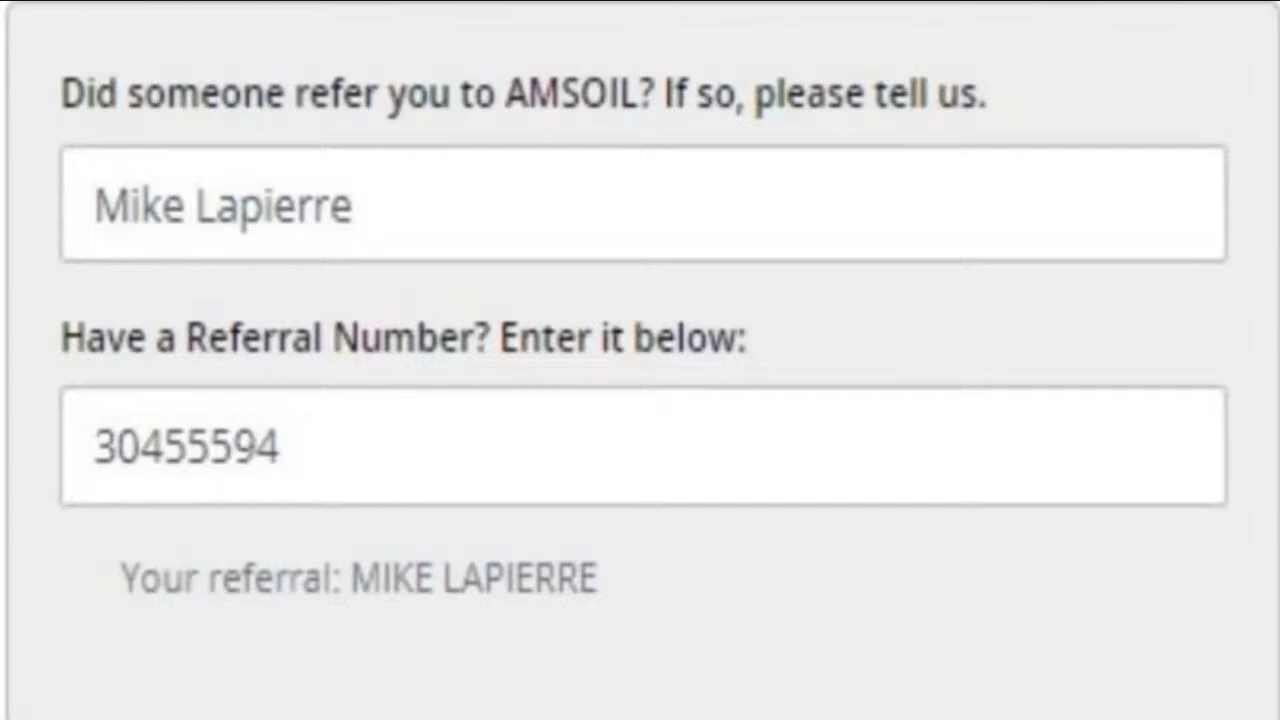 Did someone refer you to AMSOIL? If so, please tell us.
Mike Lapierre
Have a Referral Number? Enter it below:
30455594
Your referral: MIKE LAPIERRE